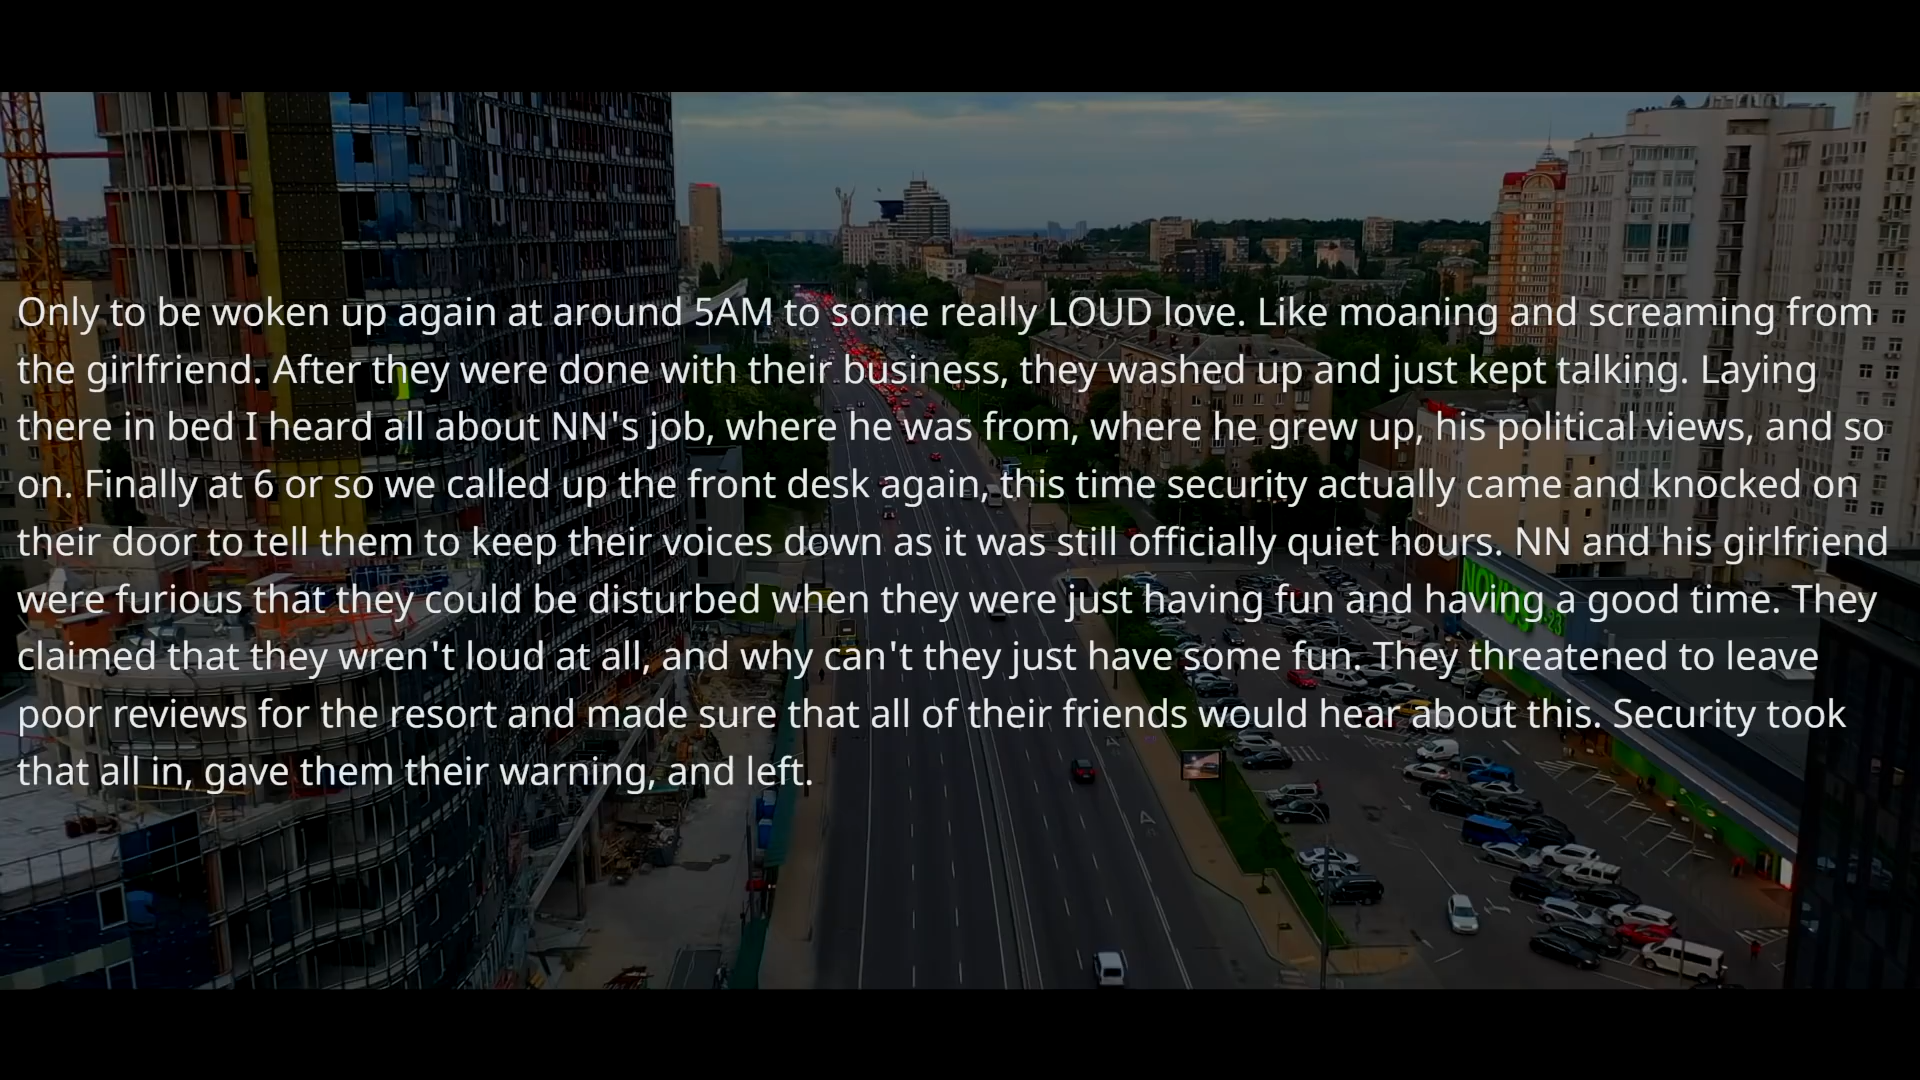 Only to be woken up again at around 5AM to some really LOUD love. Like moaning and screaming from
the girlfriend. After they were done with their business, they washed up and just kept talking. Laying
there in bed I heard all about NN's job, where he was from, where he grew up, his political views, and so
on. Finally at 6 or so we called up the front desk again, this time security actually came and knocked on
their door to tell them to keep their voices down as it was still officially quiet hours. NN and his girlfriend
were furious that they could be disturbed when they were just having fun and having a good time. They
claimed that they wren't loud at all, and why can't they just have some fun. They threatened to leave
poor reviews for the resort and made sure that all of their friends would hear about this. Security took
that all in, gave them their warning, and left.
NOVUS